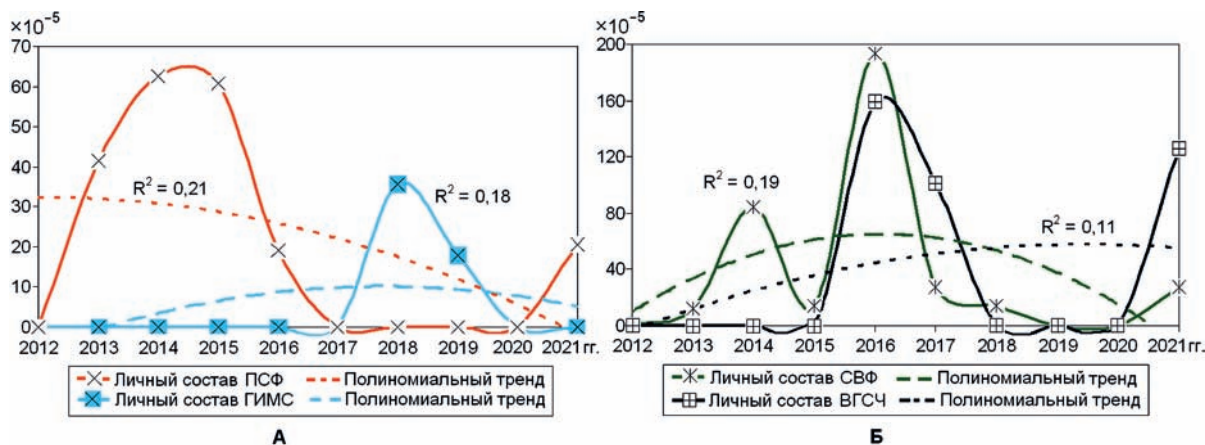 ×10⁻⁵
70
60
50
40
30
20
10
0
R² = 0,21
R² = 0,18
2012 2013 2014 2015 2016 2017 2018 2019 2020 2021 гг.
Личный состав ПСФ
Полиномиальный тренд
Личный состав ГИМС
Полиномиальный тренд
А
×10⁻⁵
200
160
120
80
40
0
R² = 0,19
R² = 0,11
2012 2013 2014 2015 2016 2017 2018 2019 2020 2021 гг.
Личный состав СВФ
Полиномиальный тренд
Личный состав ВГСЧ
Полиномиальный тренд
Б